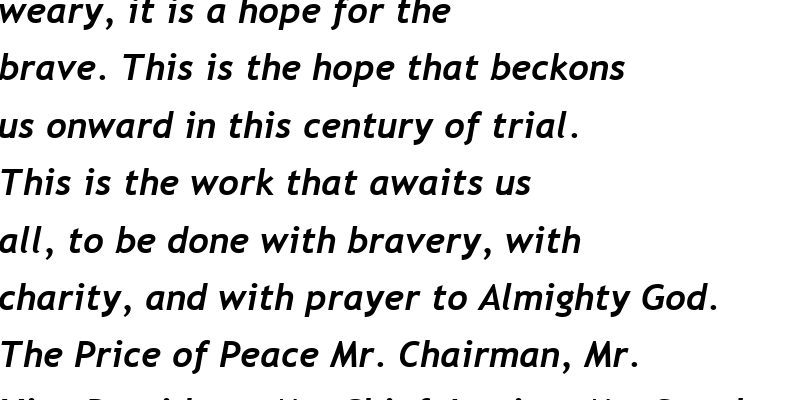 weary, it is a hope for the
brave. This is the hope that beckons
us onward in this century of trial.
This is the work that awaits us
all, to be done with bravery, with
charity, and with prayer to Almighty God.
The Price of Peace Mr. Chairman, Mr.